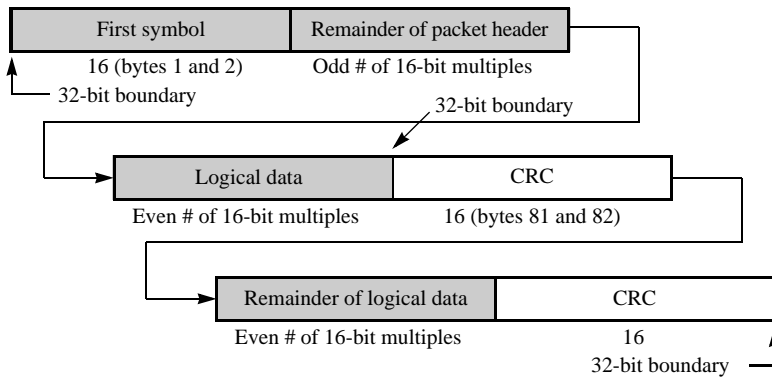 First symbol
Remainder of packet header
16 (bytes 1 and 2)
Odd # of 16-bit multiples
32-bit boundary
32-bit boundary
Logical data
CRC
Even # of 16-bit multiples
16 (bytes 81 and 82)
Remainder of logical data
CRC
Even # of 16-bit multiples
16
32-bit boundary